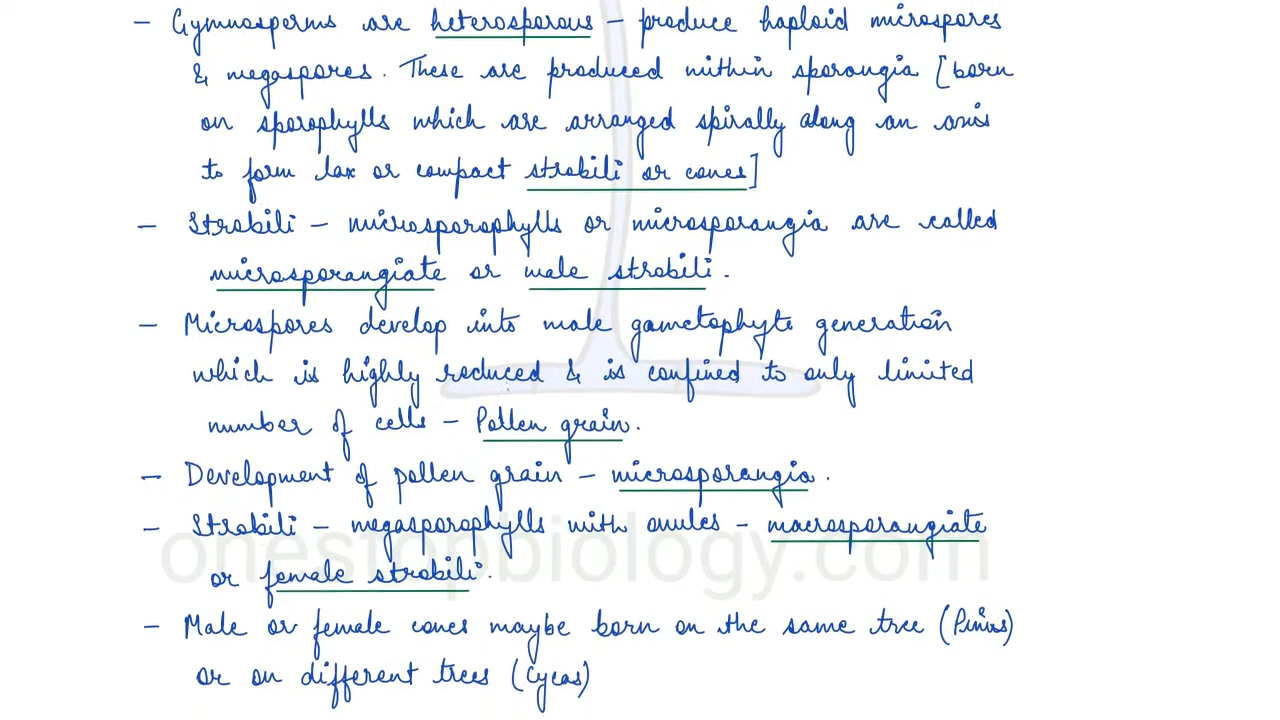 - Gymnosperms are heterosporous - produce haploid microspores
& megaspores. These are produced within sporangia [born
on sporophylls which are arranged spirally along an axis
to form lax or compact strobili or cones]
- Strobili - microsporophylls or microsporangia are called
microsporangiate or male strobili.
- Microspores develop into male gametophyte generation
which is highly reduced & is confined to only limited
number of cells - Pollen grain.
- Development of pollen grain - microsporangia.
- Strobili - megasporophylls with ovules - macrosporangiate
or female strobili.
onestopbiology.com
- Male or female cones maybe born on the same tree (Pinus)
or on different trees (Cycas)